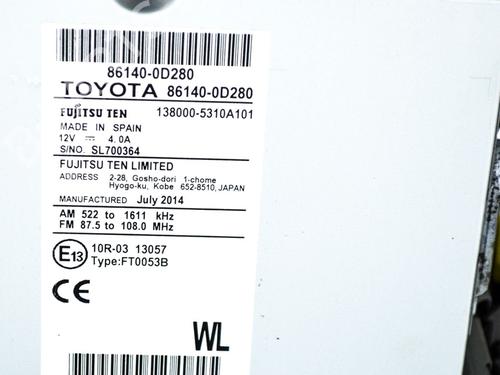 86140-0D280
TOYOTA 86140-0D280
FUJITSU TEN 138000-5310A101
MADE IN SPAIN
12V ⎓ 4.0A
S/NO. SL700364
FUJITSU TEN LIMITED
ADDRESS 2-28, Gosho-dori 1-chome
Hyogo-ku, Kobe 652-8510, JAPAN
MANUFACTURED July 2014
AM 522 to 1611 kHz
FM 87.5 to 108.0 MHz
E13 10R-03 13057
Type:FT0053B
CE
WL